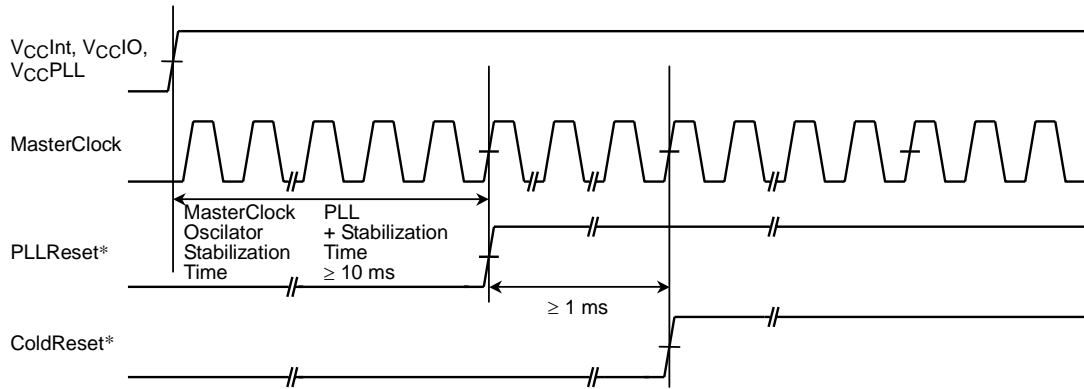 VCCInt, VCCIO,
VCCPLL
MasterClock
MasterClock
Oscilator
Stabilization
Time
PLL
+ Stabilization
Time
≥ 10 ms
PLLReset*
≥ 1 ms
ColdReset*